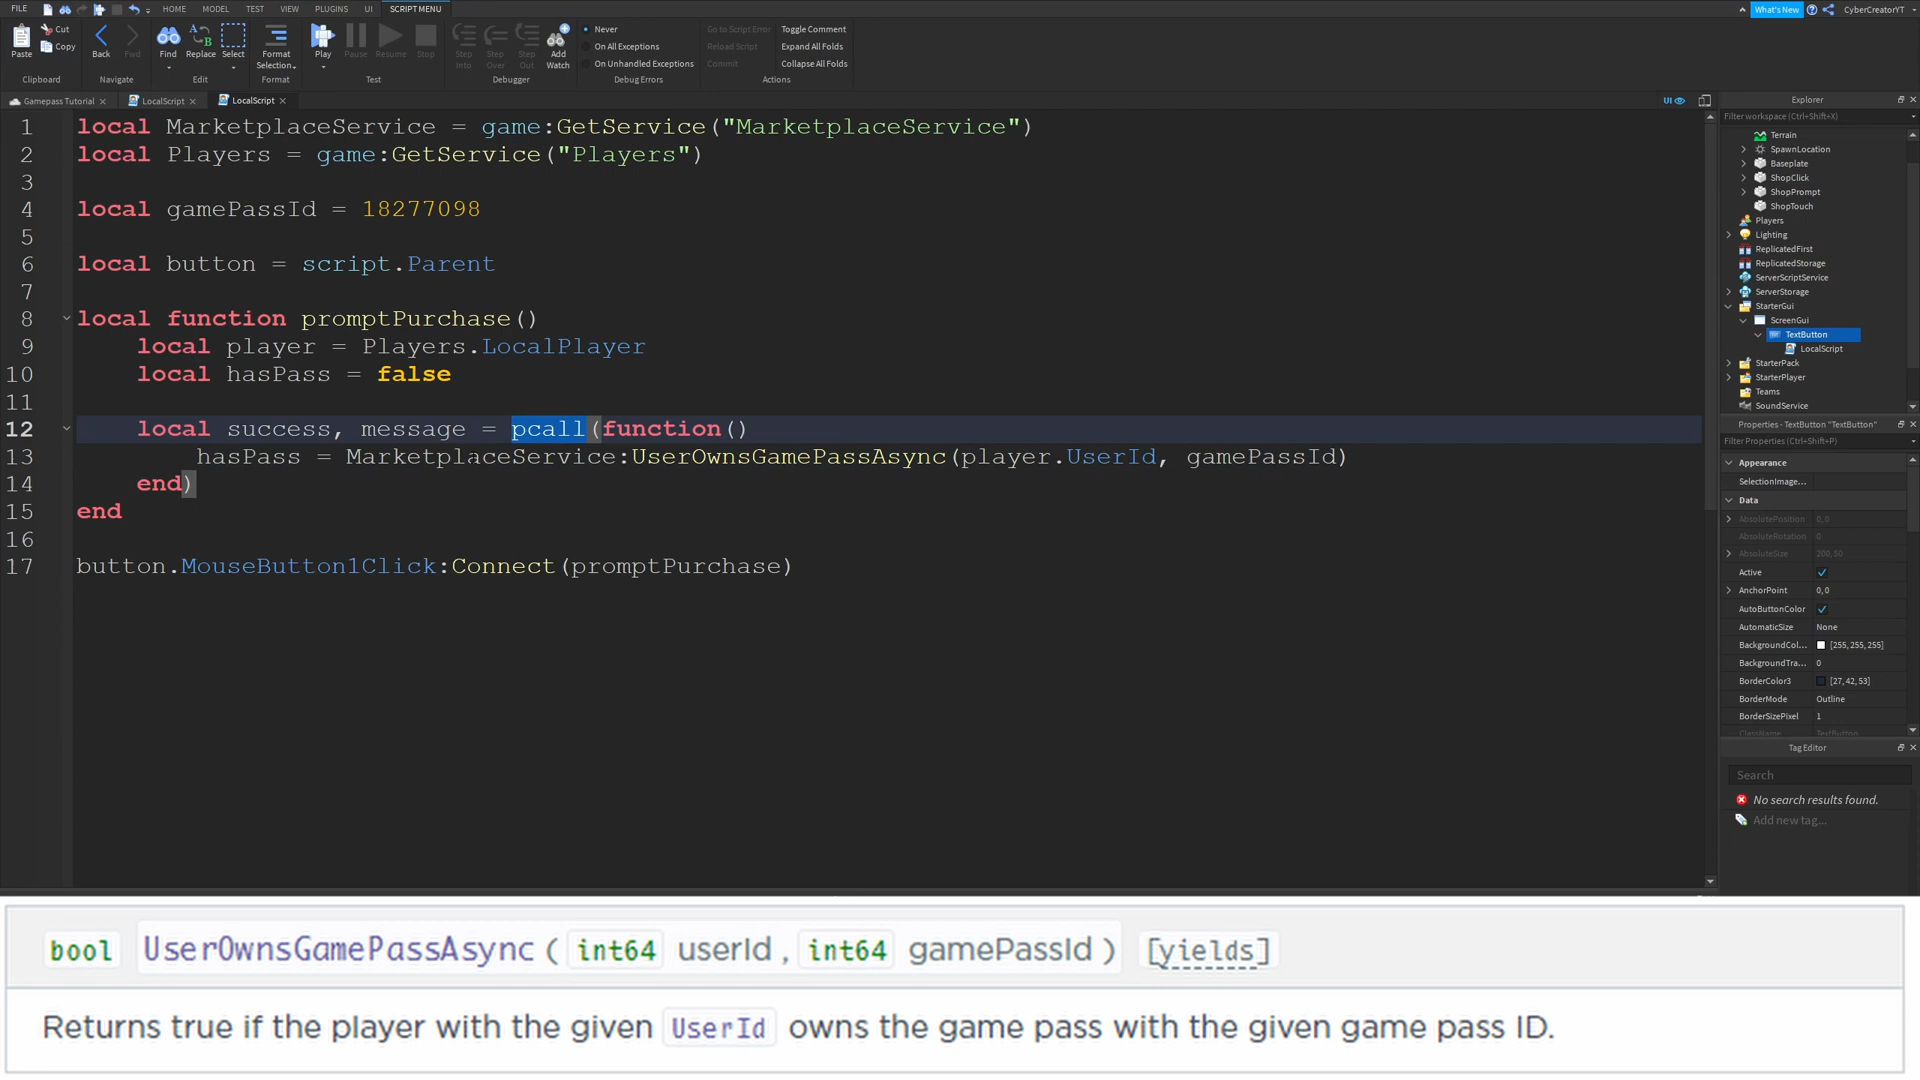 FILE HOME MODEL AVATAR TEST VIEW PLUGINS UI SCRIPT MENU What's New CyberCreatorYT
Paste Cut Copy Clipboard
Back Fwd Navigate
Find Replace Select Edit
Format Selection Format
Play Pause Resume Stop Test
Step Into Step Over Step Out Add Watch Debugger
Never
On All Exceptions
On Unhandled Exceptions
Debug Errors
Go to Script Error Toggle Comment
Reload Script Expand All Folds
Commit Collapse All Folds
Actions
Gamepass Tutorial LocalScript LocalScript UI
1 local MarketplaceService = game:GetService("MarketplaceService")
2 local Players = game:GetService("Players")
3
4 local gamePassId = 18277098
5
6 local button = script.Parent
7
8 local function promptPurchase()
9 local player = Players.LocalPlayer
10 local hasPass = false
11
12 local success, message = pcall(function()
13 hasPass = MarketplaceService:UserOwnsGamePassAsync(player.UserId, gamePassId)
14 end)
15 end
16
17 button.MouseButton1Click:Connect(promptPurchase)
Explorer
Filter workspace (Ctrl+Shift+X)
Terrain
SpawnLocation
Baseplate
ShopClick
ShopPrompt
ShopTouch
Players
Lighting
ReplicatedFirst
ReplicatedStorage
ServerScriptService
ServerStorage
StarterGui
ScreenGui
TextButton
LocalScript
StarterPack
StarterPlayer
Teams
SoundService
Properties - TextButton "TextButton"
Filter Properties (Ctrl+Shift+P)
Appearance
SelectionImage...
Data
AbsolutePosition 0, 0
AbsoluteRotation 0
AbsoluteSize 200, 50
Active
AnchorPoint 0, 0
AutoButtonColor
AutomaticSize None
BackgroundCol... [255, 255, 255]
BackgroundTra... 0
BorderColor3 [27, 42, 53]
BorderMode Outline
BorderSizePixel 1
ClassName TextButton
Tag Editor
Search
No search results found.
Add new tag...
bool UserOwnsGamePassAsync ( int64 userId , int64 gamePassId ) [yields]
Returns true if the player with the given UserId owns the game pass with the given game pass ID.